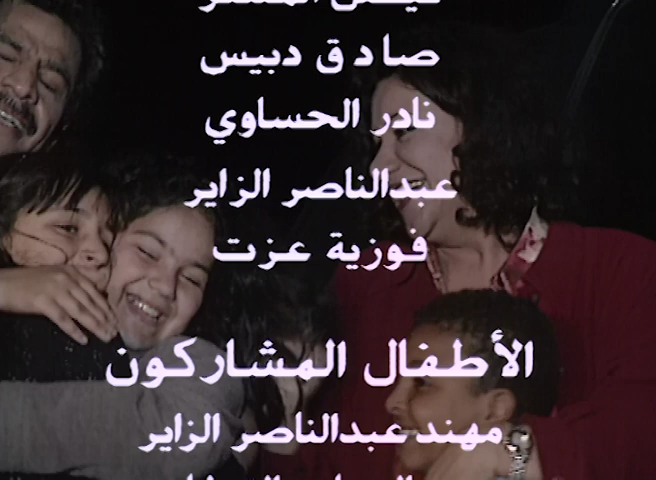 صادق دبيس
نادر الحساوي
عبدالناصر الزاير
فوزية عزت
الأطفال المشاركون
مهند عبدالناصر الزاير